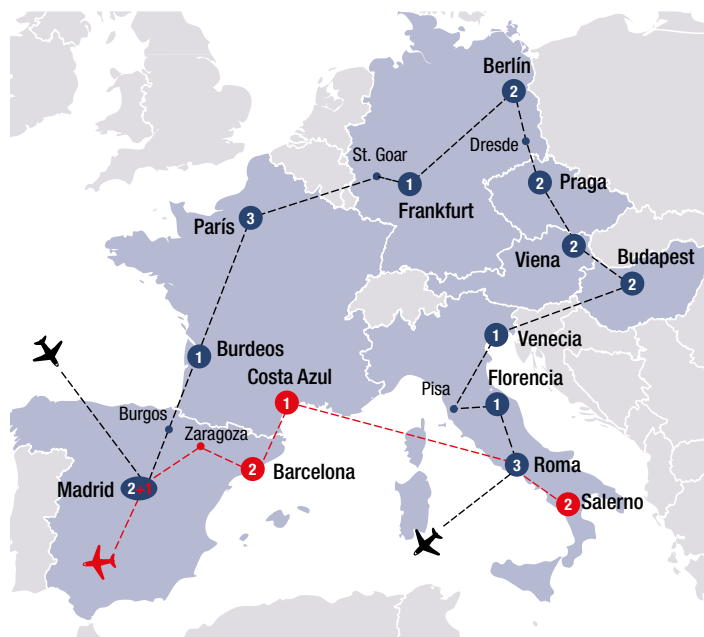 Berlín
2
Dresde
St. Goar
1
Frankfurt
2
Praga
París
3
Viena
2
Budapest
2
1
Venecia
1
Burdeos
Costa Azul
1
Florencia
1
Pisa
Burgos
Zaragoza
2
Barcelona
3
Roma
Madrid
2+1
2
Salerno